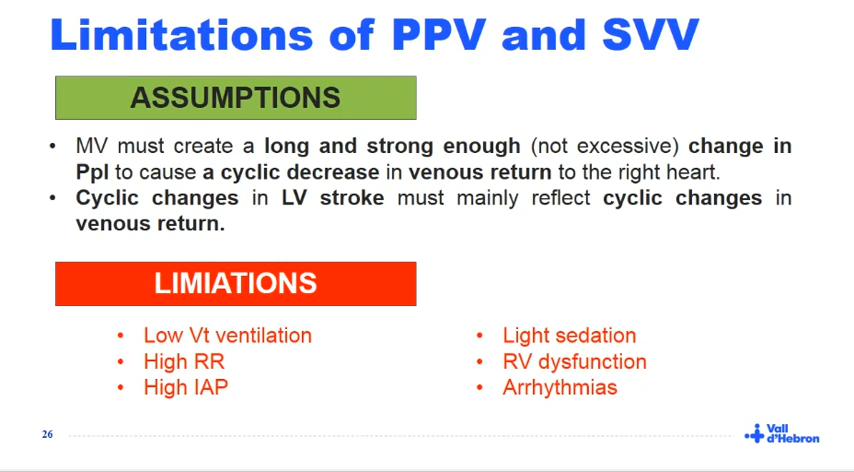 Limitations of PPV and SVV
ASSUMPTIONS
• MV must create a long and strong enough (not excessive) change in
Ppl to cause a cyclic decrease in venous return to the right heart.
• Cyclic changes in LV stroke must mainly reflect cyclic changes in
venous return.
LIMIATIONS
• Low Vt ventilation
• High RR
• High IAP
• Light sedation
• RV dysfunction
• Arrhythmias
26
Vall
d'Hebron